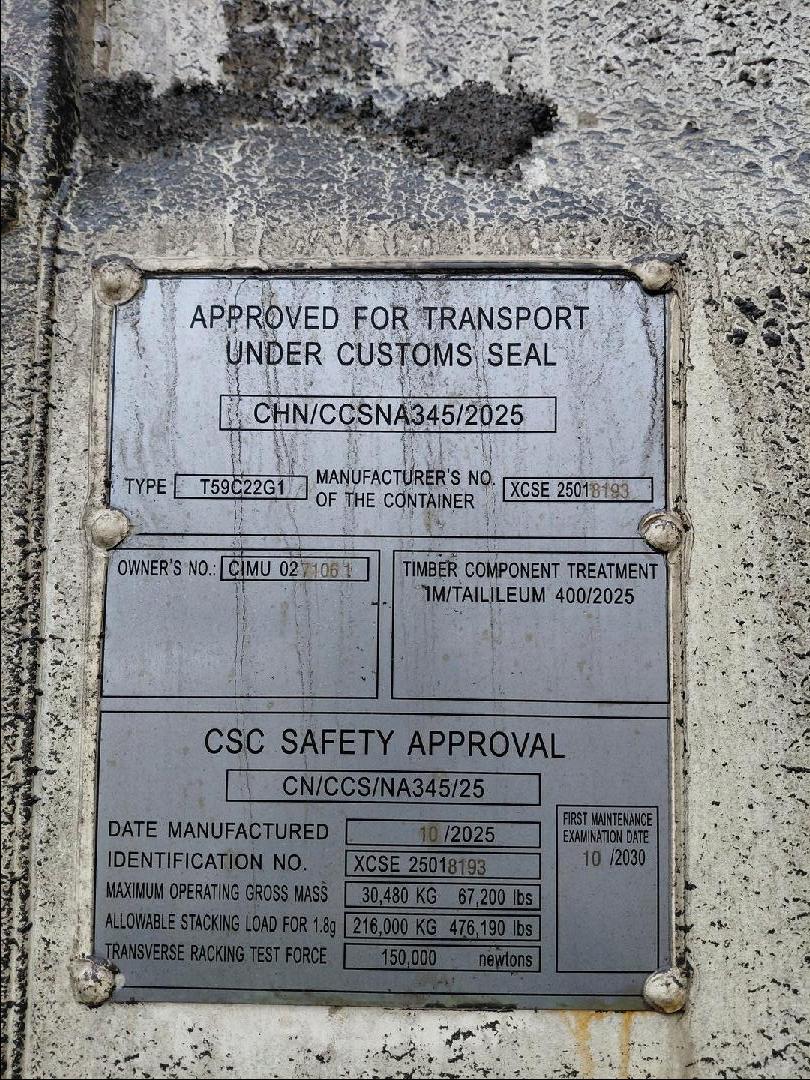 APPROVED FOR TRANSPORT
UNDER CUSTOMS SEAL
CHN/CCSNA345/2025
TYPE T59C22G1 MANUFACTURER'S NO. OF THE CONTAINER XCSE 25018193
OWNER'S NO.: CIMU 027106 1
TIMBER COMPONENT TREATMENT
IM/TAILILEUM 400/2025
CSC SAFETY APPROVAL
CN/CCS/NA345/25
DATE MANUFACTURED 10 /2025
IDENTIFICATION NO. XCSE 25018193
MAXIMUM OPERATING GROSS MASS 30,480 KG 67,200 lbs
ALLOWABLE STACKING LOAD FOR 1.8g 216,000 KG 476,190 lbs
TRANSVERSE RACKING TEST FORCE 150,000 newtons
FIRST MAINTENANCE
EXAMINATION DATE
10 /2030